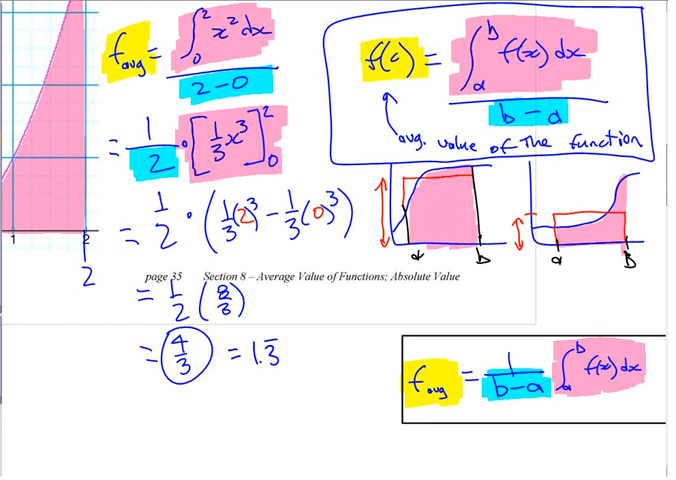 f_avg = ∫₀² x² dx / 2 − 0
= 1/2 · [1/3 x³]₀²
= 1/2 · (1/3(2)³ − 1/3(0)³)
= 1/2 (8/3)
= 4/3 = 1.3̅
1 2
2
page 35 Section 8 – Average Value of Functions; Absolute Value
f(c) = ∫ₐᵇ f(x) dx / b − a
avg. value of the function
a b
a b
f_avg = 1/b−a ∫ₐᵇ f(x) dx